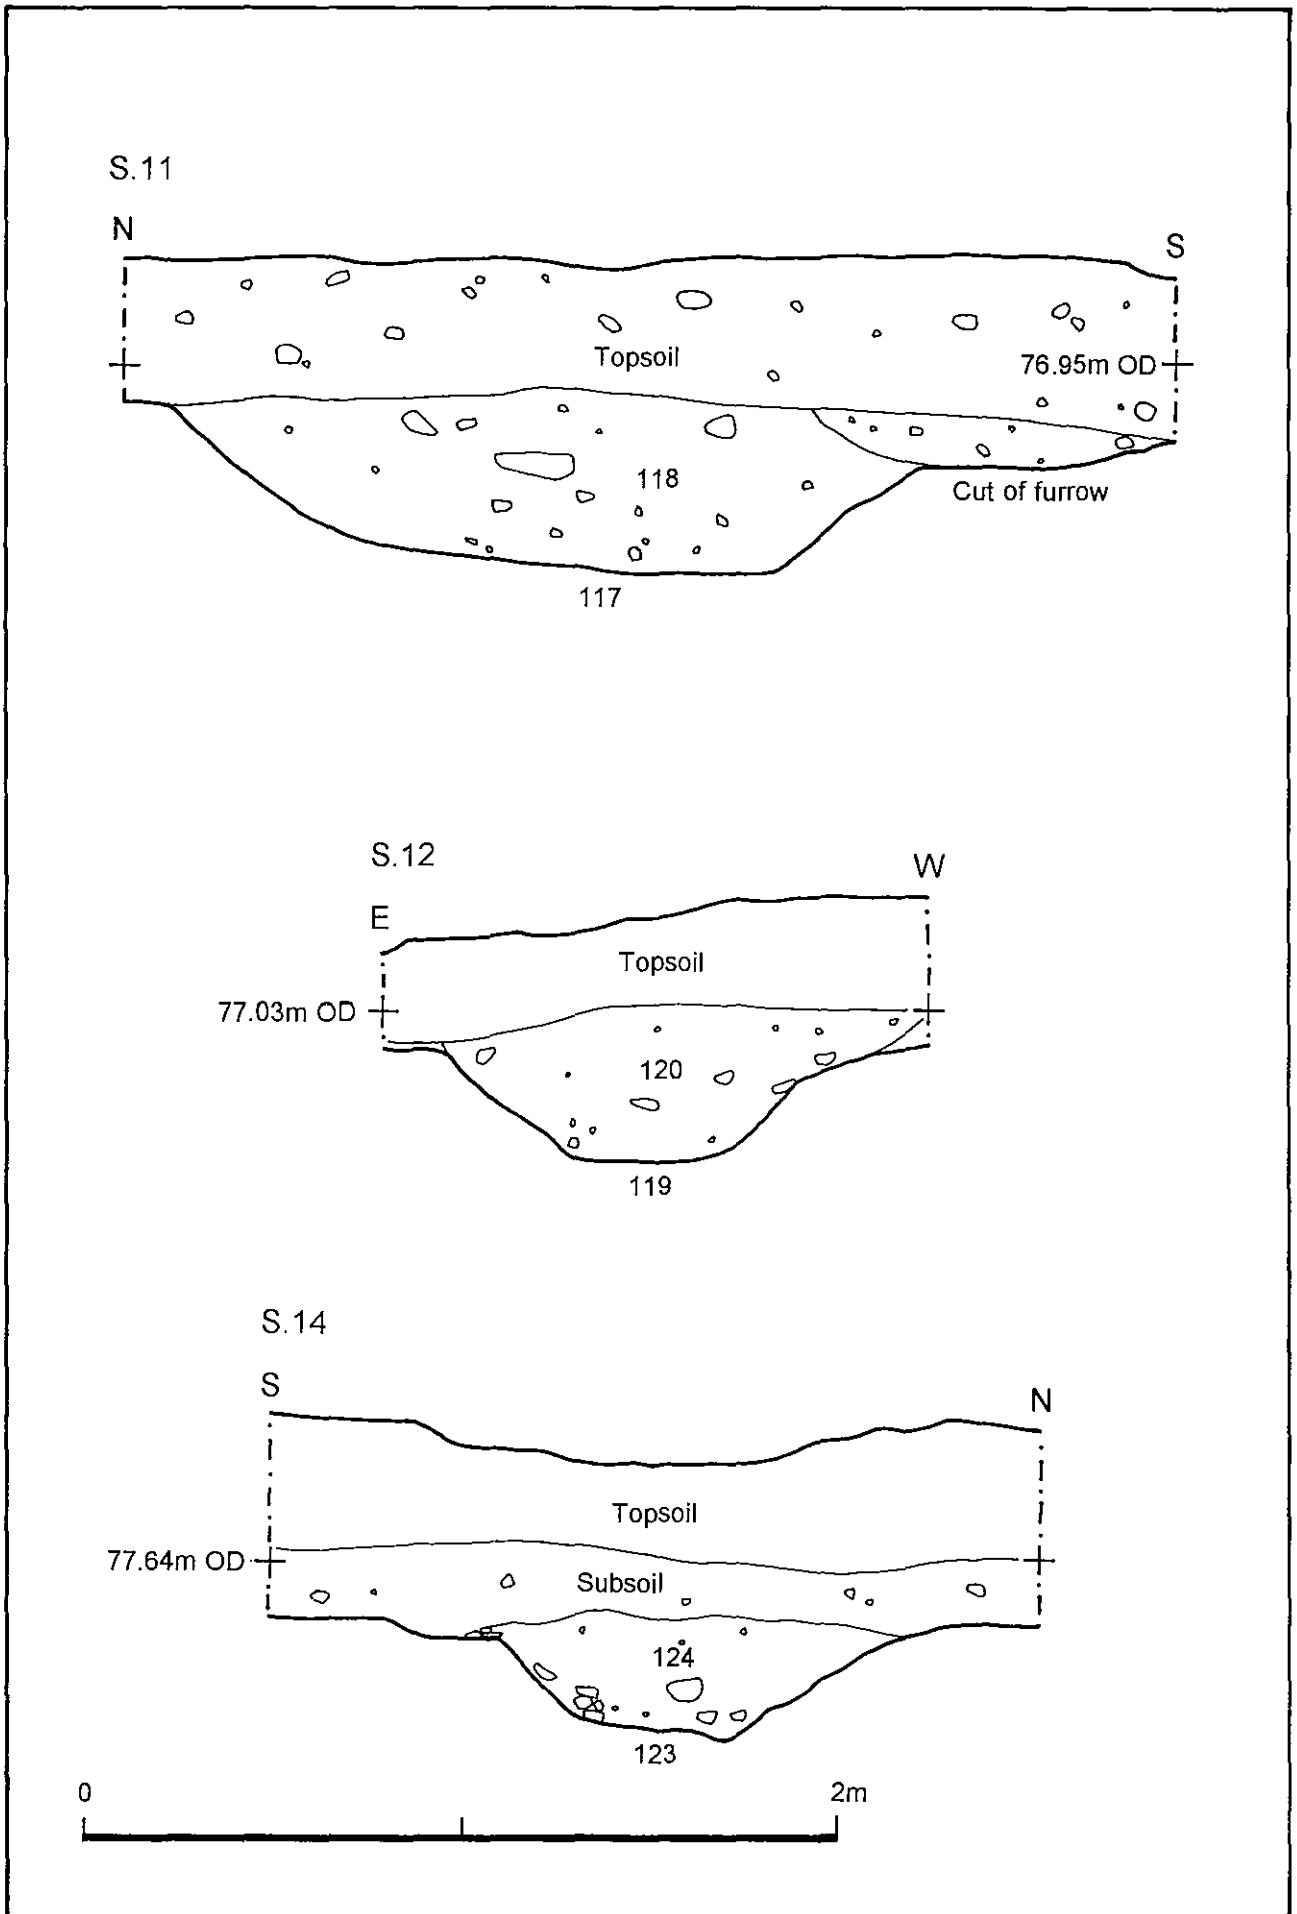 S.11
N
S
Topsoil
76.95m OD
118
Cut of furrow
117
S.12
W
E
Topsoil
77.03m OD
120
119
S.14
S
N
Topsoil
77.64m OD
Subsoil
124
123
0
2m